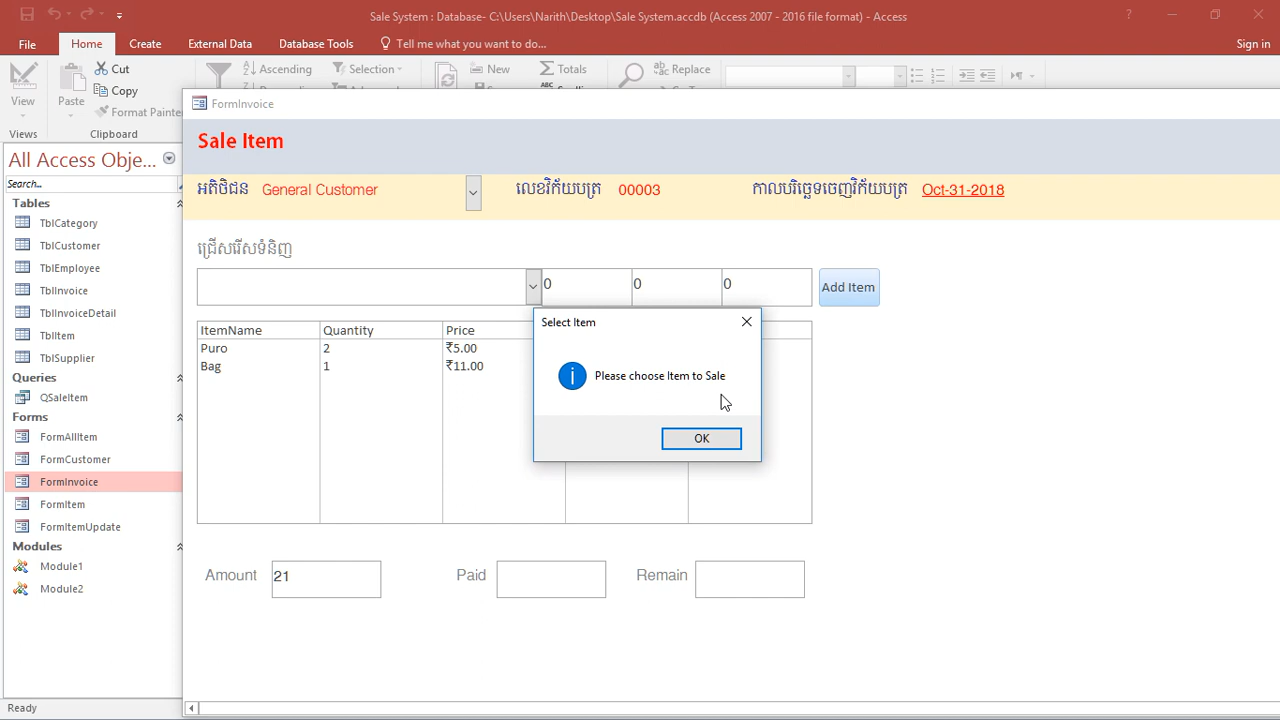 Sale System : Database- C:\Users\Narith\Desktop\Sale System.accdb (Access 2007 - 2016 file format) - Access
?
File Home Create External Data Database Tools Tell me what you want to do... Sign in
View
Views
Paste
Cut
Copy
Format Painter
Clipboard
Ascending
Selection
New
Totals
Replace
All Access Obje...
Search...
Tables
TblCategory
TblCustomer
TblEmployee
TblInvoice
TblInvoiceDetail
TblItem
TblSupplier
Queries
QSaleItem
Forms
FormAllItem
FormCustomer
FormInvoice
FormItem
FormItemUpdate
Modules
Module1
Module2
FormInvoice
Sale Item
អតិថិជន General Customer លេខវិក័យបត្រ 00003 កាលបរិច្ឆេទចេញវិក័យបត្រ Oct-31-2018
ជ្រើសរើសទំនិញ
0 0 0 Add Item
ItemName Quantity Price
Puro 2 ₹5.00
Bag 1 ₹11.00
Select Item
Please choose Item to Sale
OK
Amount 21 Paid Remain
Ready